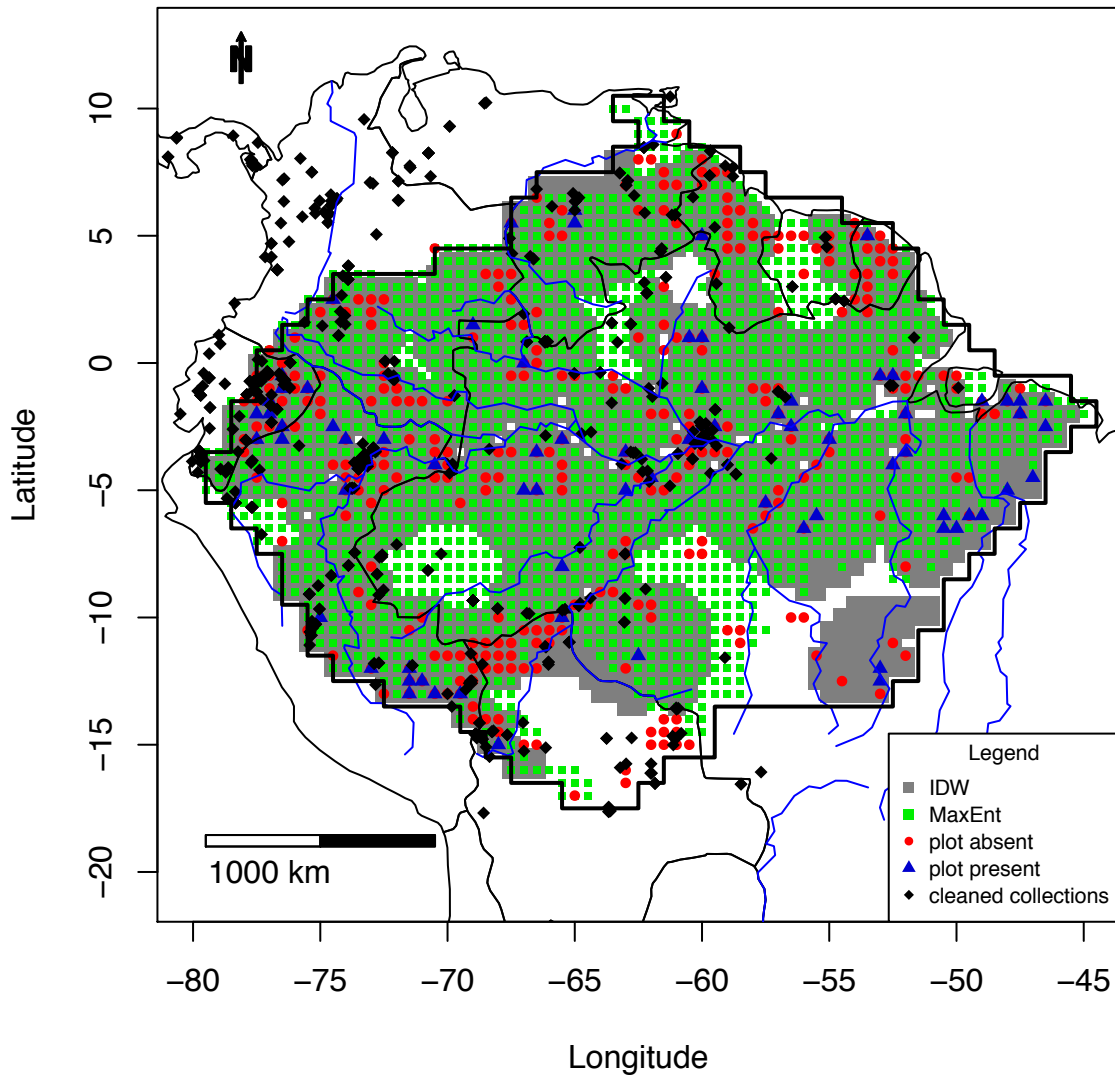 N
Latitude
10
5
0
−5
−10
−15
−20
1000 km
Legend
IDW
MaxEnt
plot absent
plot present
cleaned collections
−80 −75 −70 −65 −60 −55 −50 −45
Longitude